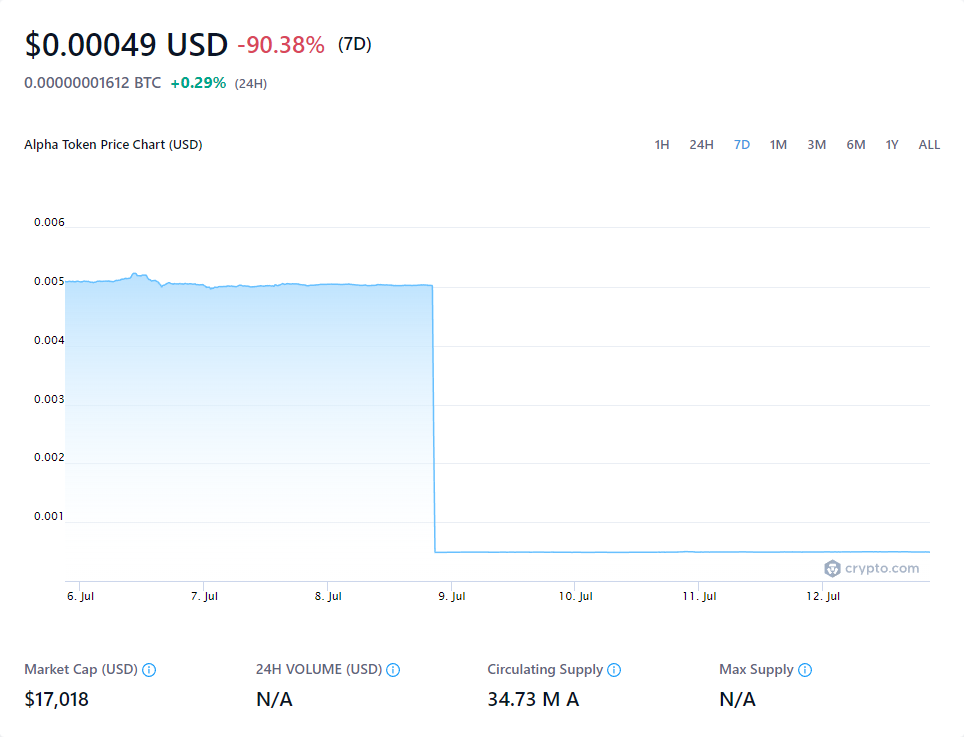 $0.00049 USD -90.38% (7D)
0.00000001612 BTC +0.29% (24H)
Alpha Token Price Chart (USD) 1H 24H 7D 1M 3M 6M 1Y ALL
0.006
0.005
0.004
0.003
0.002
0.001
crypto.com
6. Jul 7. Jul 8. Jul 9. Jul 10. Jul 11. Jul 12. Jul
Market Cap (USD) 24H VOLUME (USD) Circulating Supply Max Supply
$17,018 N/A 34.73 M A N/A